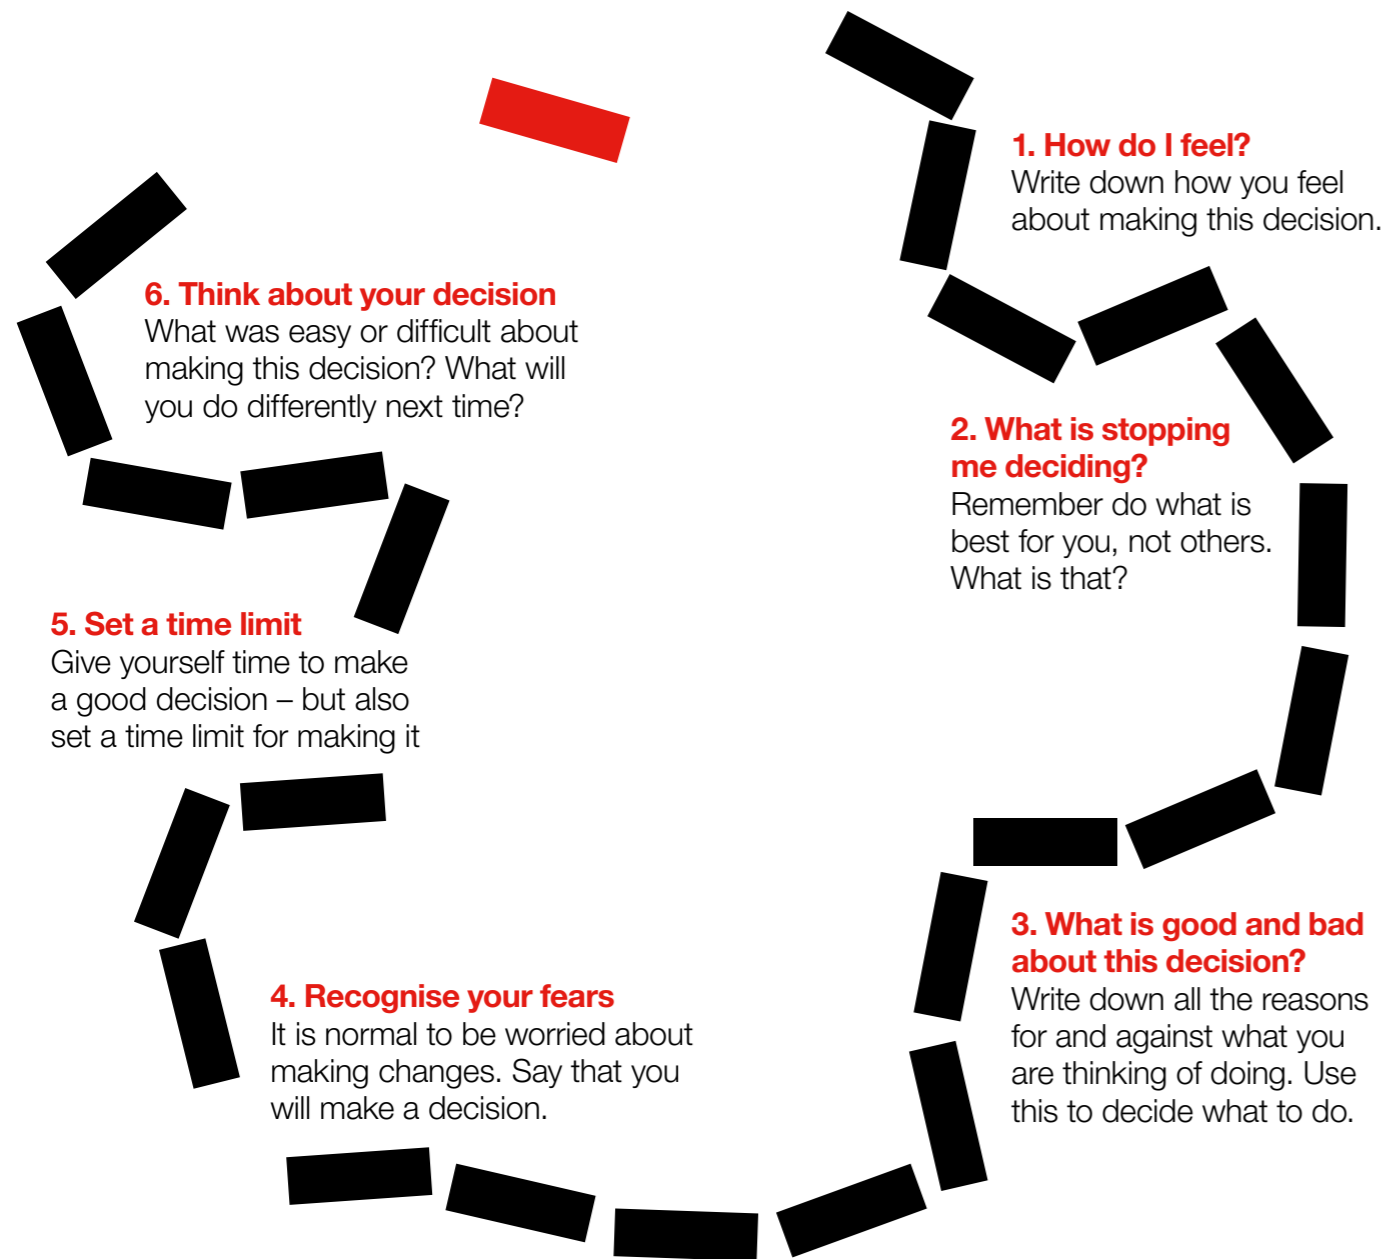 1. How do I feel?
Write down how you feel
about making this decision.
2. What is stopping
me deciding?
Remember do what is
best for you, not others.
What is that?
3. What is good and bad
about this decision?
Write down all the reasons
for and against what you
are thinking of doing. Use
this to decide what to do.
4. Recognise your fears
It is normal to be worried about
making changes. Say that you
will make a decision.
5. Set a time limit
Give yourself time to make
a good decision – but also
set a time limit for making it
6. Think about your decision
What was easy or difficult about
making this decision? What will
you do differently next time?